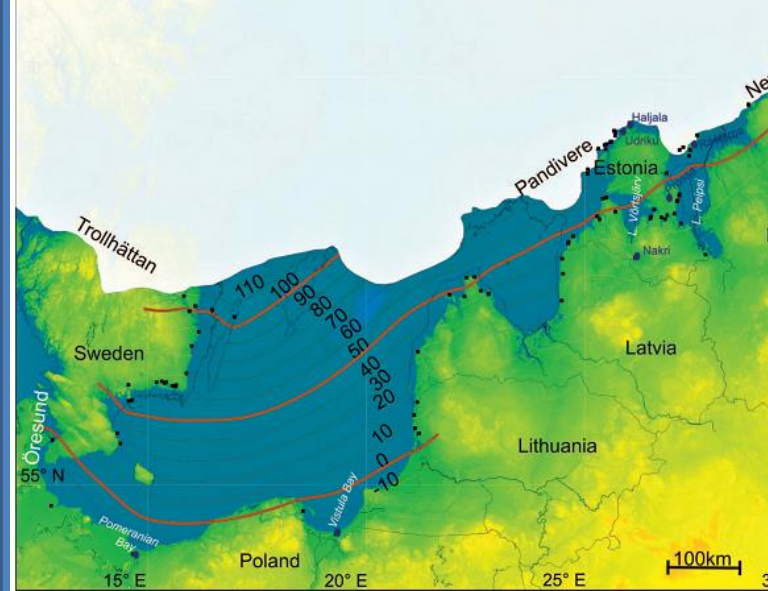 Ne
Haljala
Udriku
Pandivere
Estonia
L. Võrtsjärv
L. Peipsi
Nakri
Trollhättan
110
100
90
80
70
60
50
40
30
20
10
0
-10
Sweden
Latvia
Öresund
Lithuania
55° N
Vistula Bay
Pomeranian
Bay
Poland
100km
15° E
20° E
25° E
3